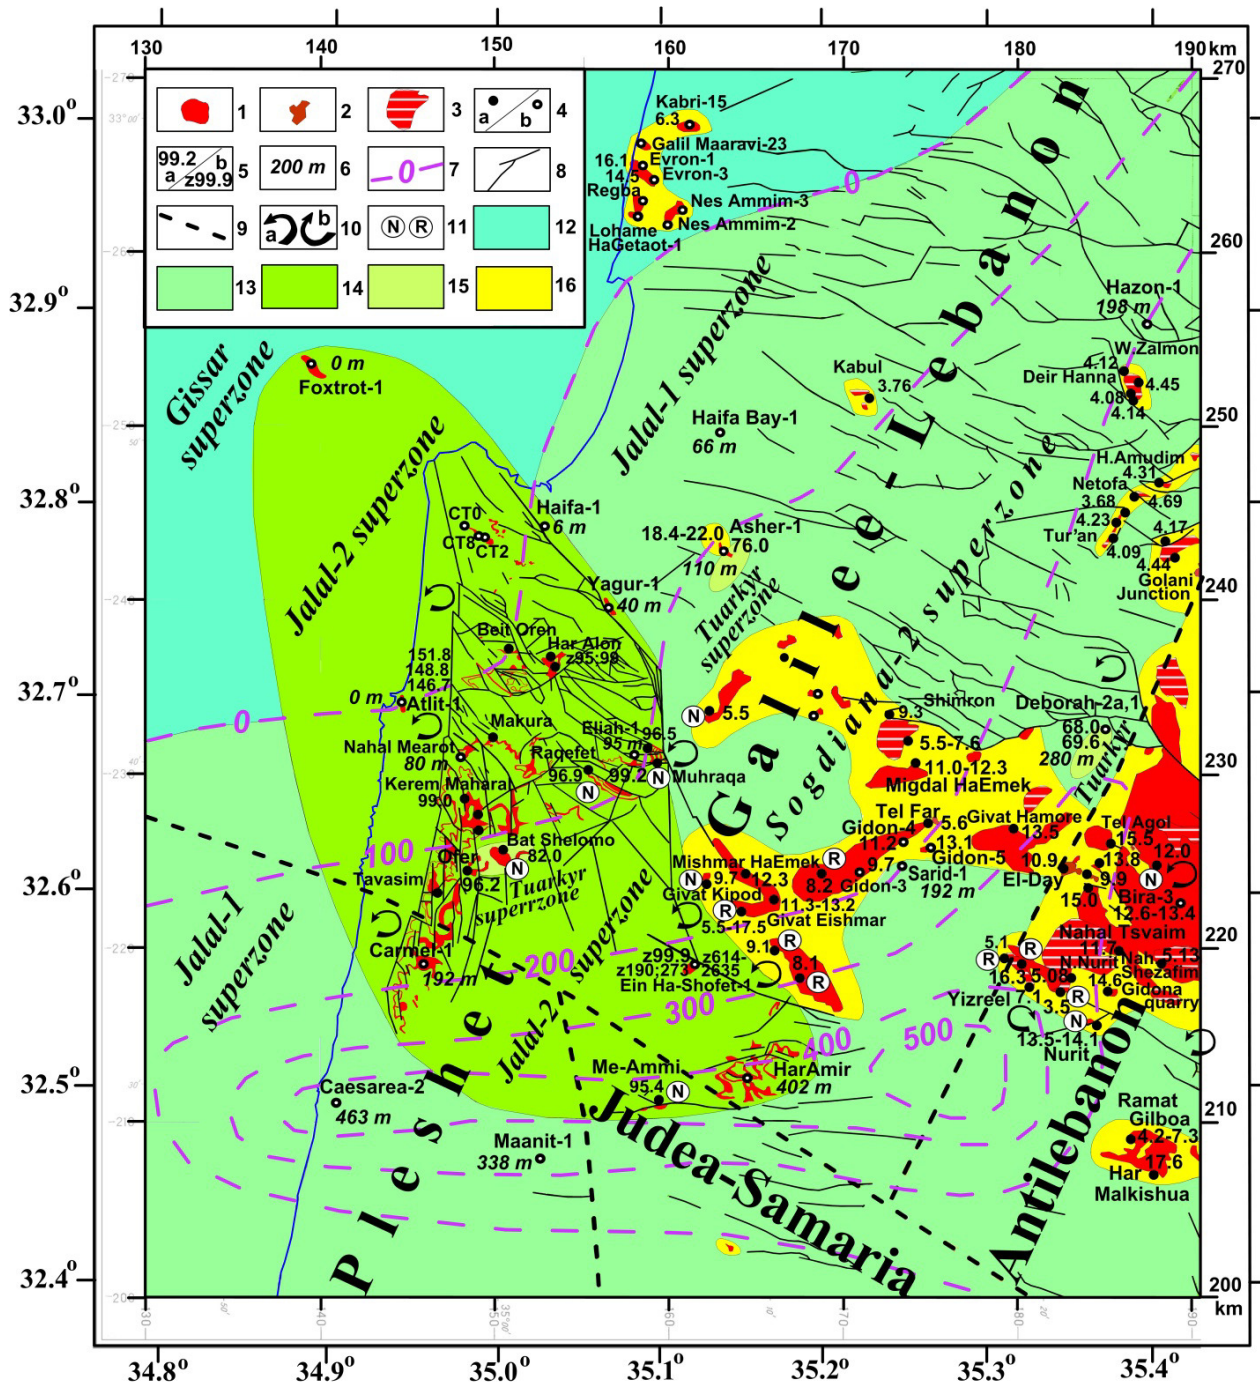 130 140 150 160 170 180 190 km
270
33.0°
32.9°
32.8°
32.7°
32.6°
32.5°
32.4°
260
250
240
230
220
210
200
km
34.8° 34.9° 35.0° 35.1° 35.2° 35.3° 35.4°
1
2
3
a b 4
99.2 a b z99.9 5
200 m 6
0 7
8
9
a b 10
N R 11
12
13
14
15
16
Kabri-15
6.3
Galil Maaravi-23
16.1 Evron-1
14.5 Evron-3
Regba
Nes Ammim-3
Nes Ammim-2
Lohame
HaGetaot-1
0
Gissar
superzone
0 m
Foxtrot-1
Jalal-2 superzone
Jalal-1 superzone
Galilee-Lebanon
Sogdiana-2 superzone
Hazon-1
198 m
W.Zalmon
4.12
Deir Hanna
4.45
4.08
4.14
Kabul
3.76
Haifa Bay-1
66 m
H.Amudim
4.31
Netofa
3.68
4.69
4.23
Tur'an
4.17
4.09
4.44
Golani
Junction
CT0
CT8 CT2
Haifa-1
6 m
18.4-22.0 Asher-1
76.0
110 m
Tuarkyr
superzone
Yagur-1
40 m
Beit Oren
Har Alon
z95.98
151.8
148.8
146.7
0 m
Atlit-1
0
Makura
Nahal Mearot
80 m
Eliah-1
95 m
96.5
Raqefet
96.9
99.2
N
N
Muhraqa
Kerem Maharal
99.0
100
Bat Shelomo
82.0
N
Ofer
Tavasim
96.2
Tuarkyr
superrzone
N 5.5
Shimron
9.3
5.5-7.6
11.0-12.3
Migdal HaEmek
Deborah-2a,1
68.0
69.6
280 m
Tuarkyr
Tel Far
5.6
Gidon-4
11.2
13.1
Gidon-5
Givat Hamore
13.5
Tel Agol
15.5
12.0
13.8
Mishmar HaEmek
R
N 9.7
12.3
8.2
9.7
Gidon-3
Sarid-1
192 m
10.9
El-Day
9.9
N
15.0
Bira-3
12.6-13.4
Givat Kipod
R
5.5-17.5
11.3-13.2
Givat Eishmar
9.1
R
8.1
R
Nahal Tsvaim
5.1
R
R
11.7
Nah.
5.13
Shezafim
16.3
5.08
N.Nurit
14.6
Gidona
quarry
Yizreel
7.1
3.5
R
N
13.5-14.1
Nurit
Jalal-1
superzone
Carmel-1
192 m
200
z99.9
z614-
z190;273
2635
Ein Ha-Shofet-1
300
400
500
Jalal-2 superzone
Pleshet
Me-Ammi
95.4
N
HarAmir
402 m
Caesarea-2
463 m
Maanit-1
338 m
Judea-Samaria
Antilebanon
Ramat
Gilboa
4.2-7.3
17.6
Har
Malkishua